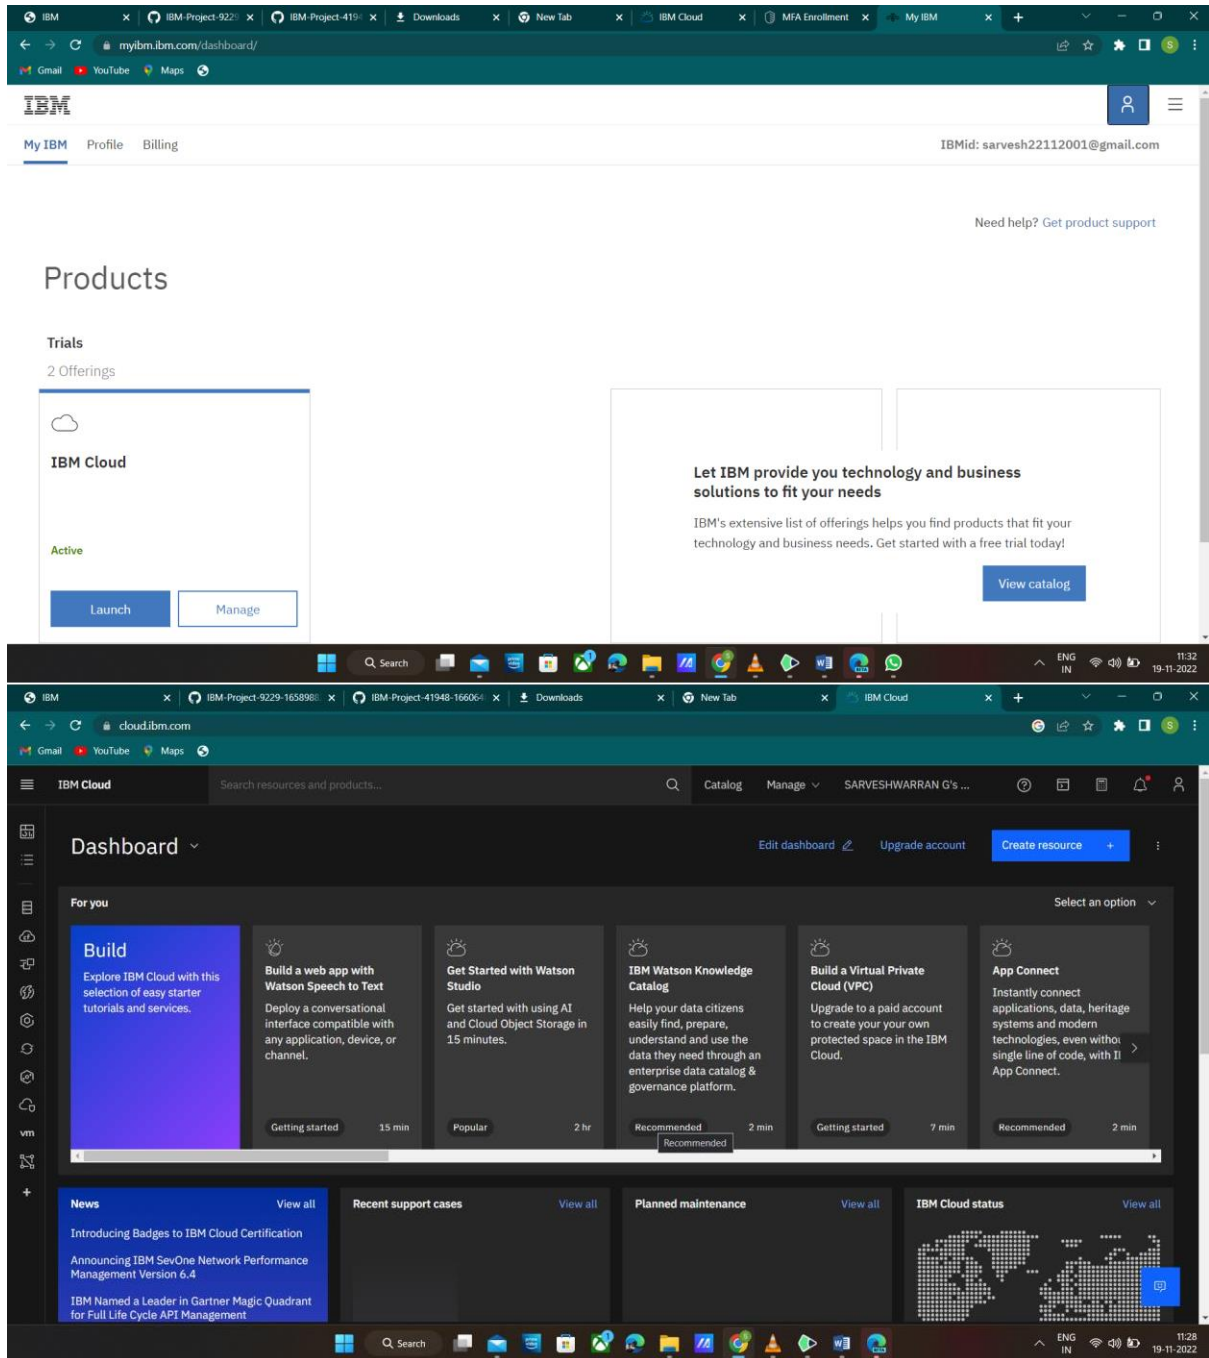 IBM
IBM-Project-9229
IBM-Project-4194
Downloads
New Tab
IBM Cloud
MFA Enrollment
My IBM
myibm.ibm.com/dashboard/
Gmail YouTube Maps
IBM
My IBM Profile Billing
IBMid: sarvesh22112001@gmail.com
Need help? Get product support
Products
Trials
2 Offerings
IBM Cloud
Active
Launch Manage
Let IBM provide you technology and business
solutions to fit your needs
IBM's extensive list of offerings helps you find products that fit your
technology and business needs. Get started with a free trial today!
View catalog
Search
ENG
IN
11:32
19-11-2022
IBM
IBM-Project-9229-1658988
IBM-Project-41948-166064
Downloads
New Tab
IBM Cloud
cloud.ibm.com
Gmail YouTube Maps
IBM Cloud
Search resources and products...
Catalog
Manage
SARVESHWARRAN G's ...
Dashboard
Edit dashboard
Upgrade account
Create resource +
For you
Select an option
Build
Explore IBM Cloud with this
selection of easy starter
tutorials and services.
Build a web app with
Watson Speech to Text
Deploy a conversational
interface compatible with
any application, device, or
channel.
Getting started 15 min
Get Started with Watson
Studio
Get started with using AI
and Cloud Object Storage in
15 minutes.
Popular 2 hr
IBM Watson Knowledge
Catalog
Help your data citizens
easily find, prepare,
understand and use the
data they need through an
enterprise data catalog &
governance platform.
Recommended 2 min
Recommended
Build a Virtual Private
Cloud (VPC)
Upgrade to a paid account
to create your your own
protected space in the IBM
Cloud.
Getting started 7 min
App Connect
Instantly connect
applications, data, heritage
systems and modern
technologies, even withou
single line of code, with I
App Connect.
Recommended 2 min
vm
News View all
Introducing Badges to IBM Cloud Certification
Announcing IBM SevOne Network Performance
Management Version 6.4
IBM Named a Leader in Gartner Magic Quadrant
for Full Life Cycle API Management
Recent support cases View all
Planned maintenance View all
IBM Cloud status View all
Search
ENG
IN
11:28
19-11-2022